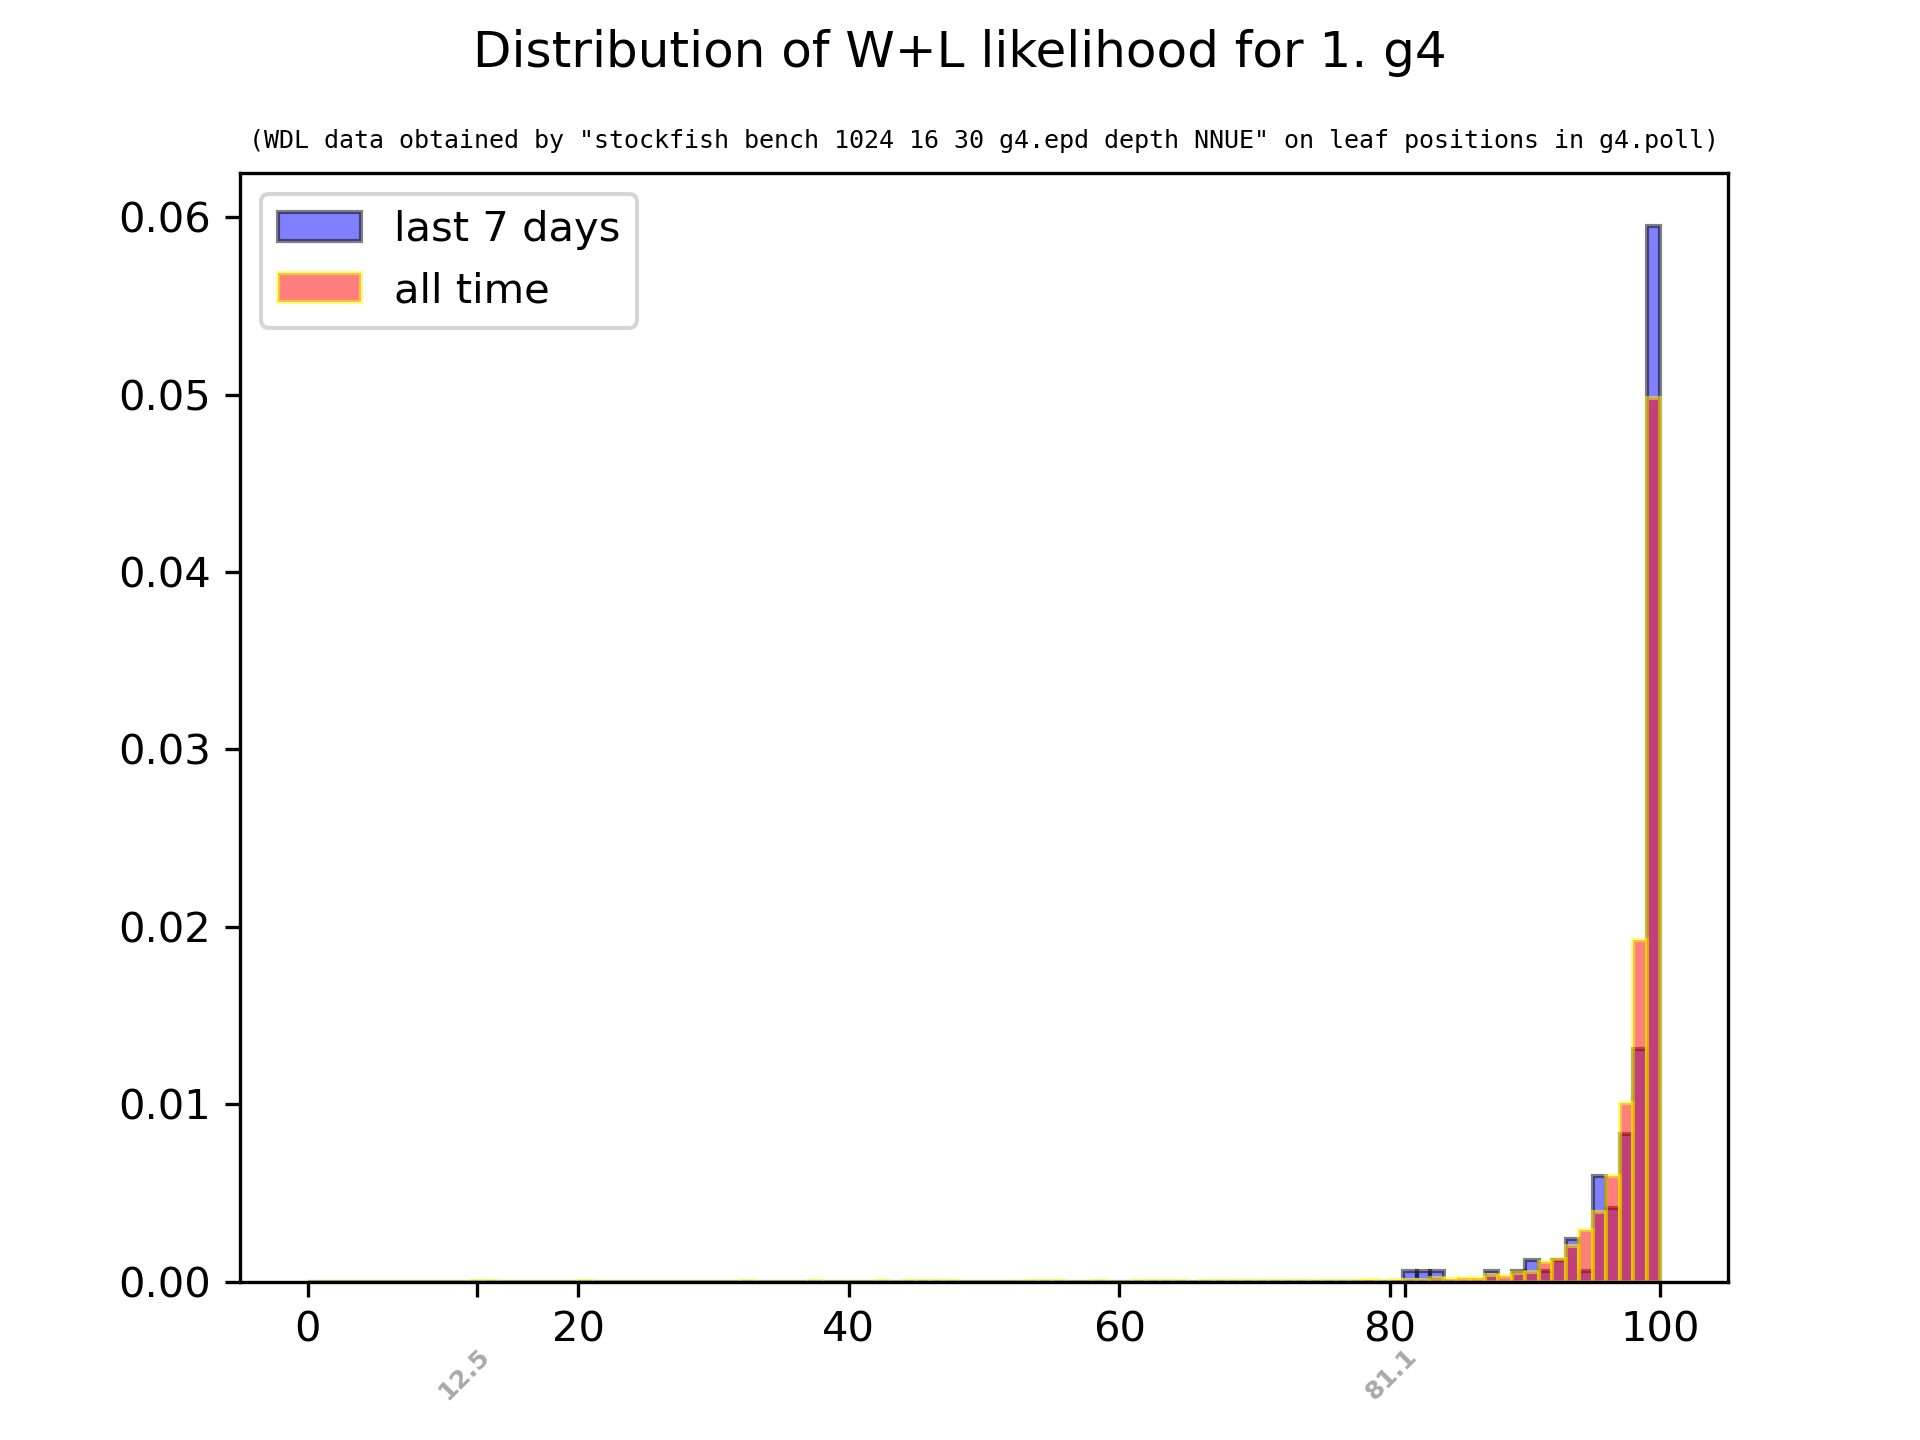 Distribution of W+L likelihood for 1. g4
(WDL data obtained by "stockfish bench 1024 16 30 g4.epd depth NNUE" on leaf positions in g4.poll)
last 7 days
all time
0.06
0.05
0.04
0.03
0.02
0.01
0.00
0 20 40 60 80 100
12.5 81.1